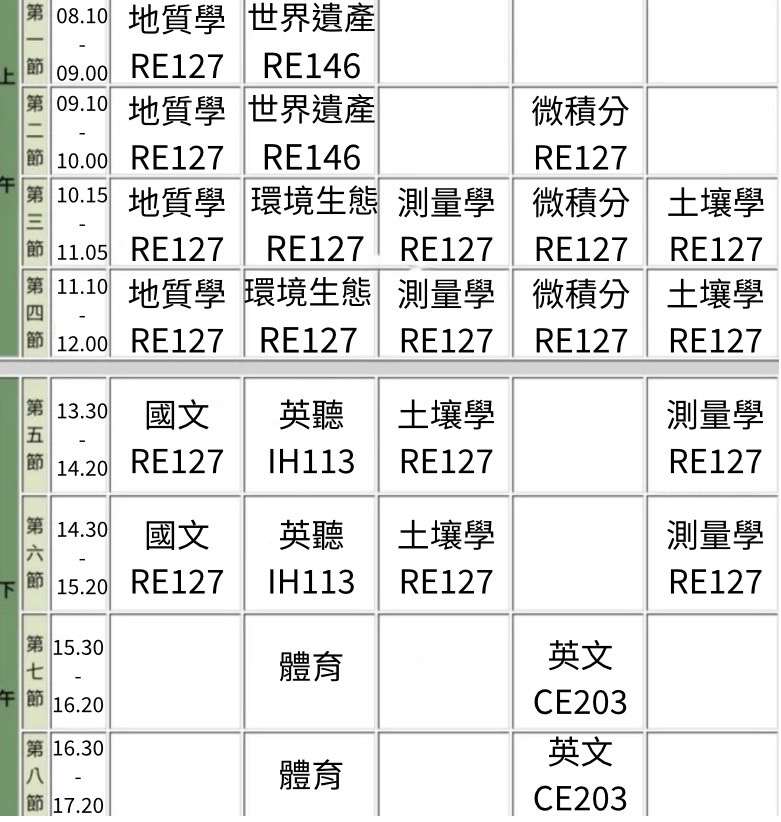 上午
第一節
08.10
-
09.00
地質學
RE127
世界遺產
RE146
第二節
09.10
-
10.00
地質學
RE127
世界遺產
RE146
微積分
RE127
第三節
10.15
-
11.05
地質學
RE127
環境生態
RE127
測量學
RE127
微積分
RE127
土壤學
RE127
第四節
11.10
-
12.00
地質學
RE127
環境生態
RE127
測量學
RE127
微積分
RE127
土壤學
RE127
下午
第五節
13.30
-
14.20
國文
RE127
英聽
IH113
土壤學
RE127
測量學
RE127
第六節
14.30
-
15.20
國文
RE127
英聽
IH113
土壤學
RE127
測量學
RE127
第七節
15.30
-
16.20
體育
英文
CE203
第八節
16.30
-
17.20
體育
英文
CE203